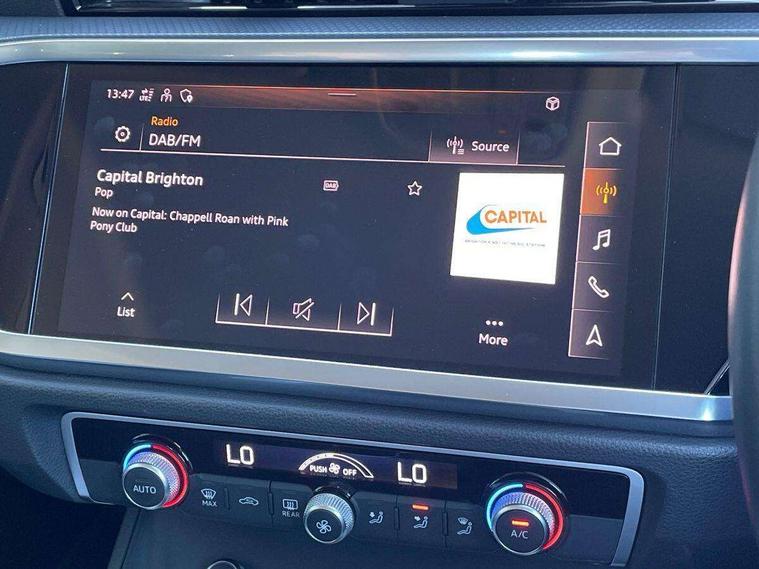 13:47 LTE
Radio
DAB/FM
Source
Capital Brighton
DAB
Pop
Now on Capital: Chappell Roan with Pink
Pony Club
CAPITAL
List
More
LO
PUSH OFF
LO
AUTO
MAX
REAR
A/C